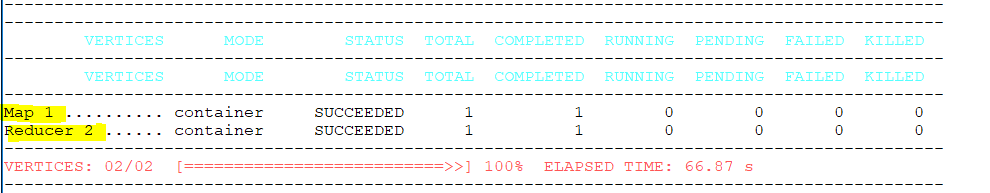 ----------------------------------------------------------------------------------------------
----------------------------------------------------------------------------------------------
        VERTICES      MODE        STATUS  TOTAL  COMPLETED  RUNNING  PENDING  FAILED  KILLED
----------------------------------------------------------------------------------------------
        VERTICES      MODE        STATUS  TOTAL  COMPLETED  RUNNING  PENDING  FAILED  KILLED
----------------------------------------------------------------------------------------------
Map 1 .......... container     SUCCEEDED      1          1        0        0       0       0
Reducer 2 ...... container     SUCCEEDED      1          1        0        0       0       0
----------------------------------------------------------------------------------------------
VERTICES: 02/02  [==========================>>] 100%  ELAPSED TIME: 66.87 s
----------------------------------------------------------------------------------------------